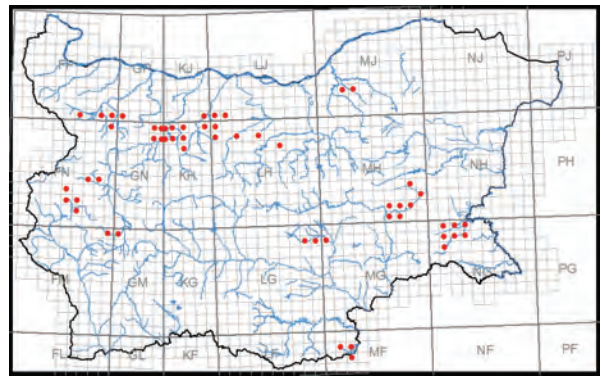 FP GP KJ LJ MJ NJ PJ
FN GN KH LH MH NH PH
GM KG LG MG NG PG
FL GL KF LF MF NF PF